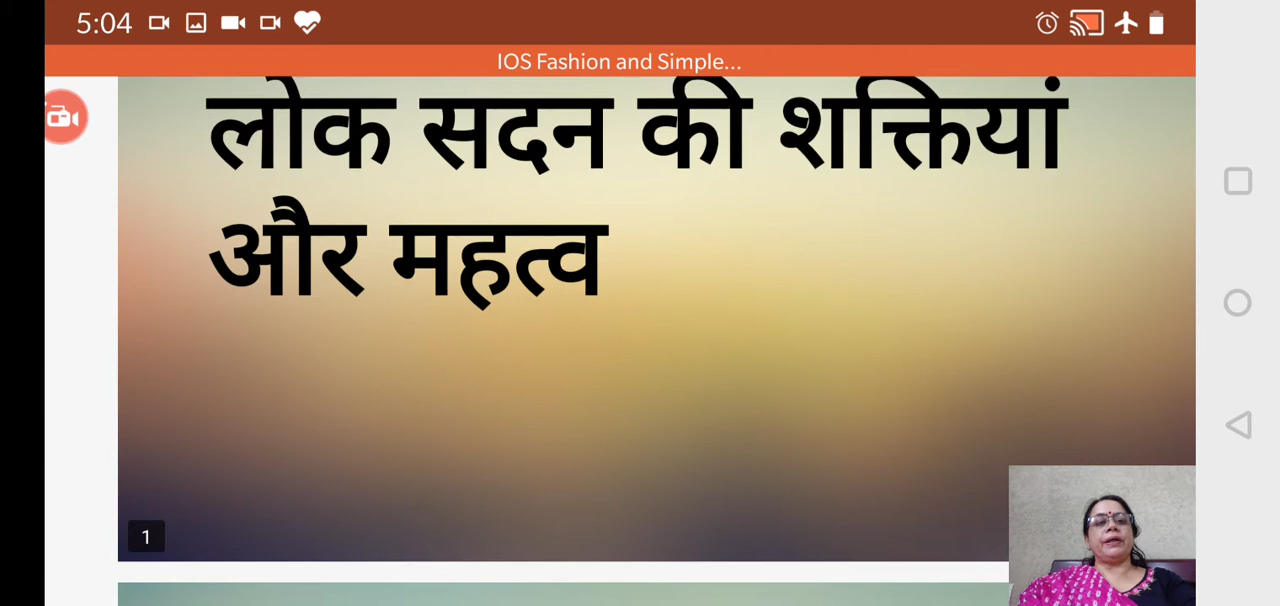 5:04
IOS Fashion and Simple...
लोक सदन की शक्तियां
और महत्व
1